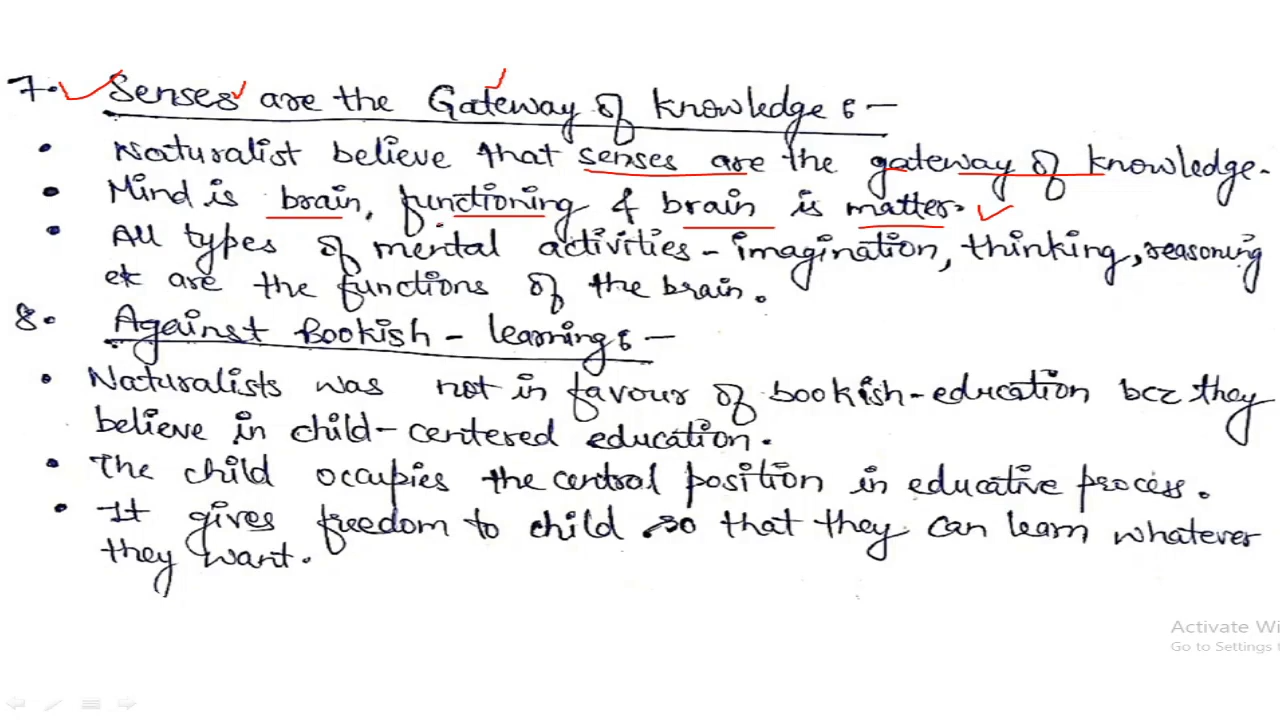 7. Senses are the Gateway of knowledge :-
• Naturalist believe that senses are the gateway of knowledge.
• Mind is brain, functioning & brain is matter.
• All types of mental activities - imagination, thinking, reasoning
etc are the functions of the brain.
8. Against Bookish - learning :-
• Naturalists was not in favour of bookish-education bcz they
believe in child-centered education.
• The child occupies the central position in educative process.
• It gives freedom to child so that they can learn whatever
they want.
Activate Wi
Go to Settings t